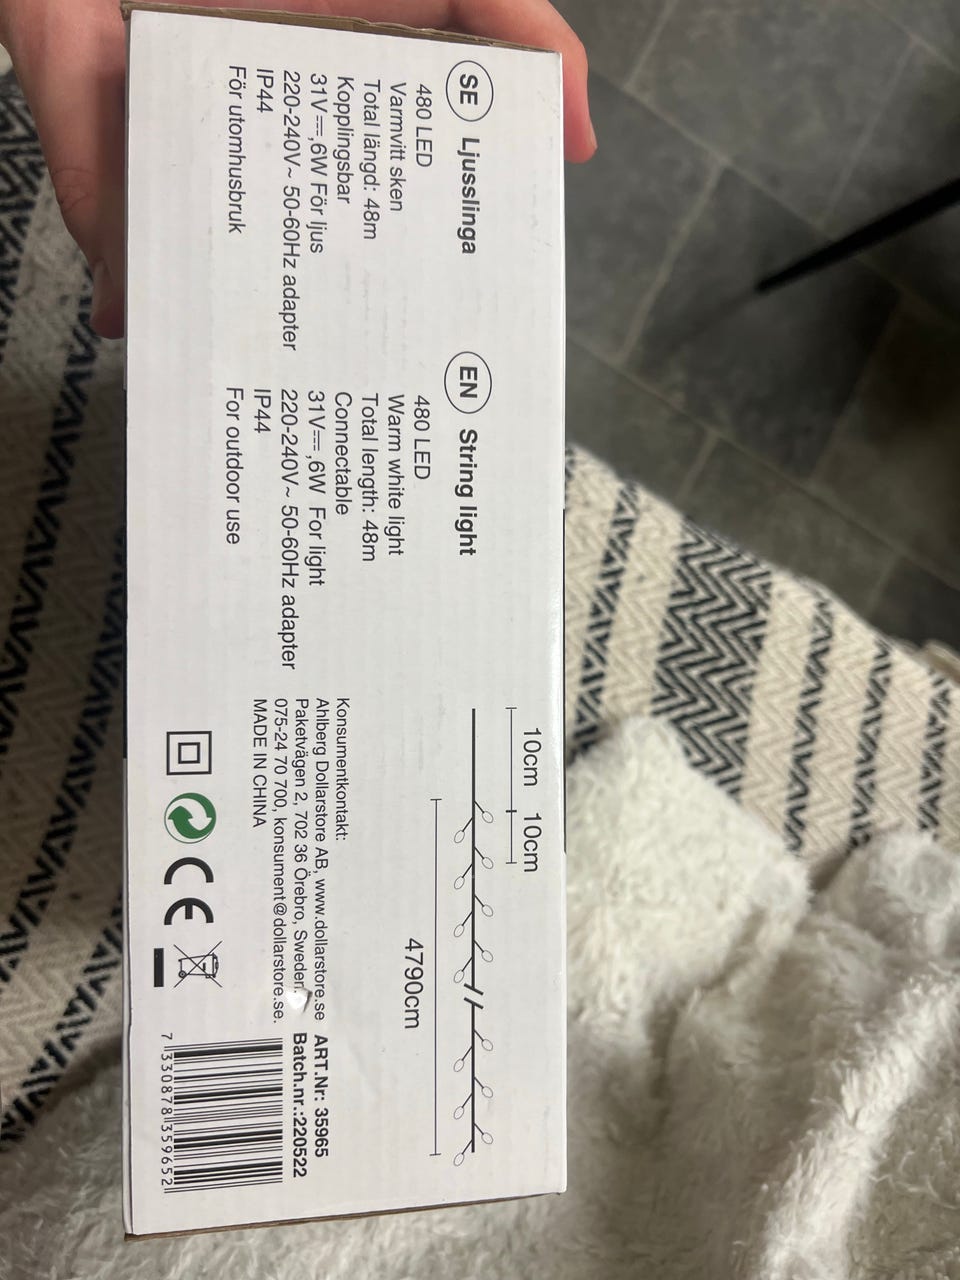 SE Ljusslinga
480 LED
Varmvitt sken
Total längd: 48m
Kopplingsbar
31V⎓,6W För ljus
220-240V~ 50-60Hz adapter
IP44
För utomhusbruk
EN String light
480 LED
Warm white light
Total length: 48m
Connectable
31V⎓,6W For light
220-240V~ 50-60Hz adapter
IP44
For outdoor use
10cm 10cm
4790cm
Konsumentkontakt:
Ahlberg Dollarstore AB, www.dollarstore.se
Paketvägen 2, 702 36 Örebro, Sweden.
075-24 70 700, konsument@dollarstore.se.
MADE IN CHINA
CE
ART.Nr: 35965
Batch.nr.:220522
7 330878 359652